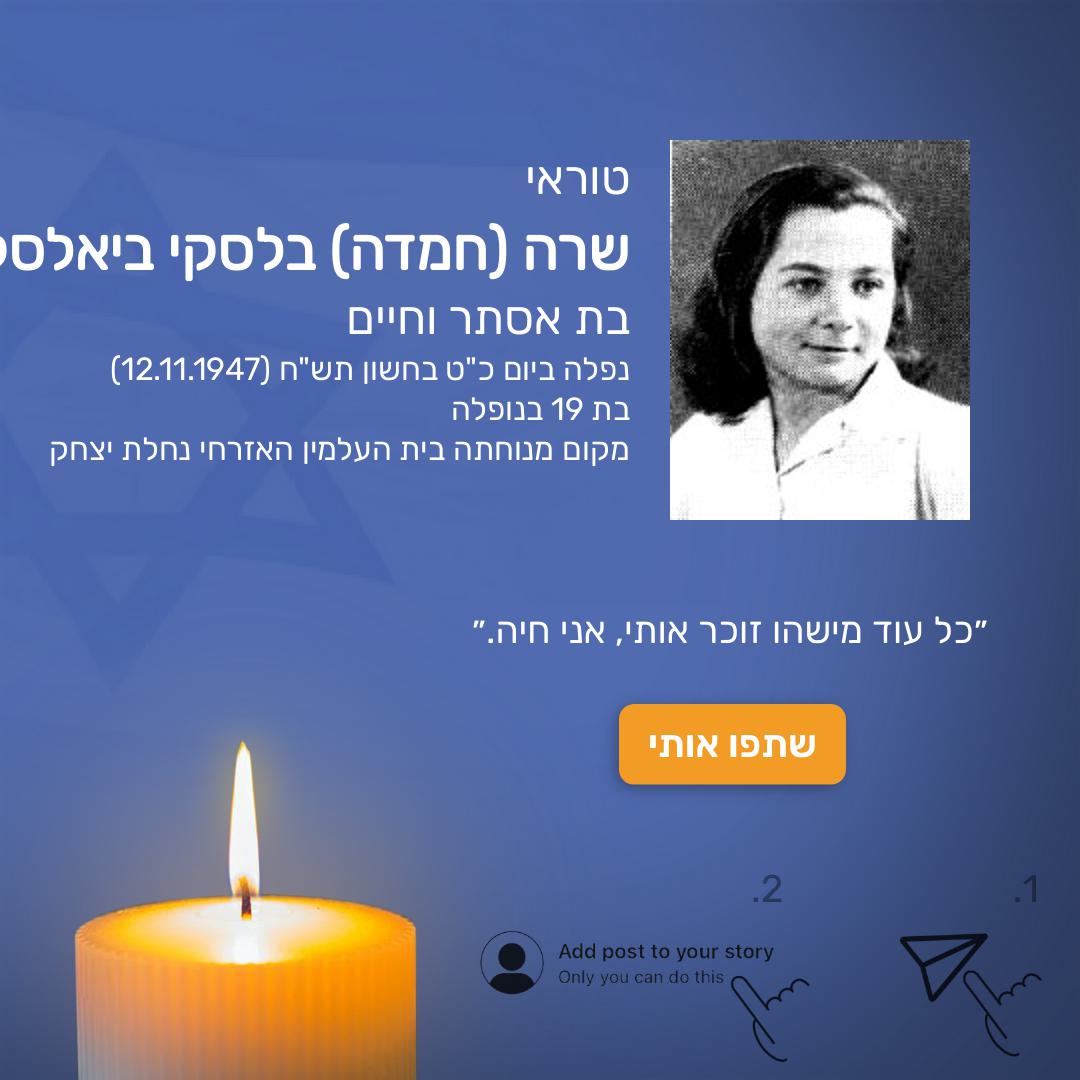 טוראי
שרה (חמדה) בלסקי
בת אסתר וחיים
נפלה ביום כ"ט בחשון תש"ח (12.11.1947)
בת 19 בנופלה
מקום מנוחתה בית העלמין האזרחי נחלת יצחק
״כל עוד מישהו זוכר אותי, אני חיה.״
שתפו אותי
1.
2.
Add post to your story
Only you can do this